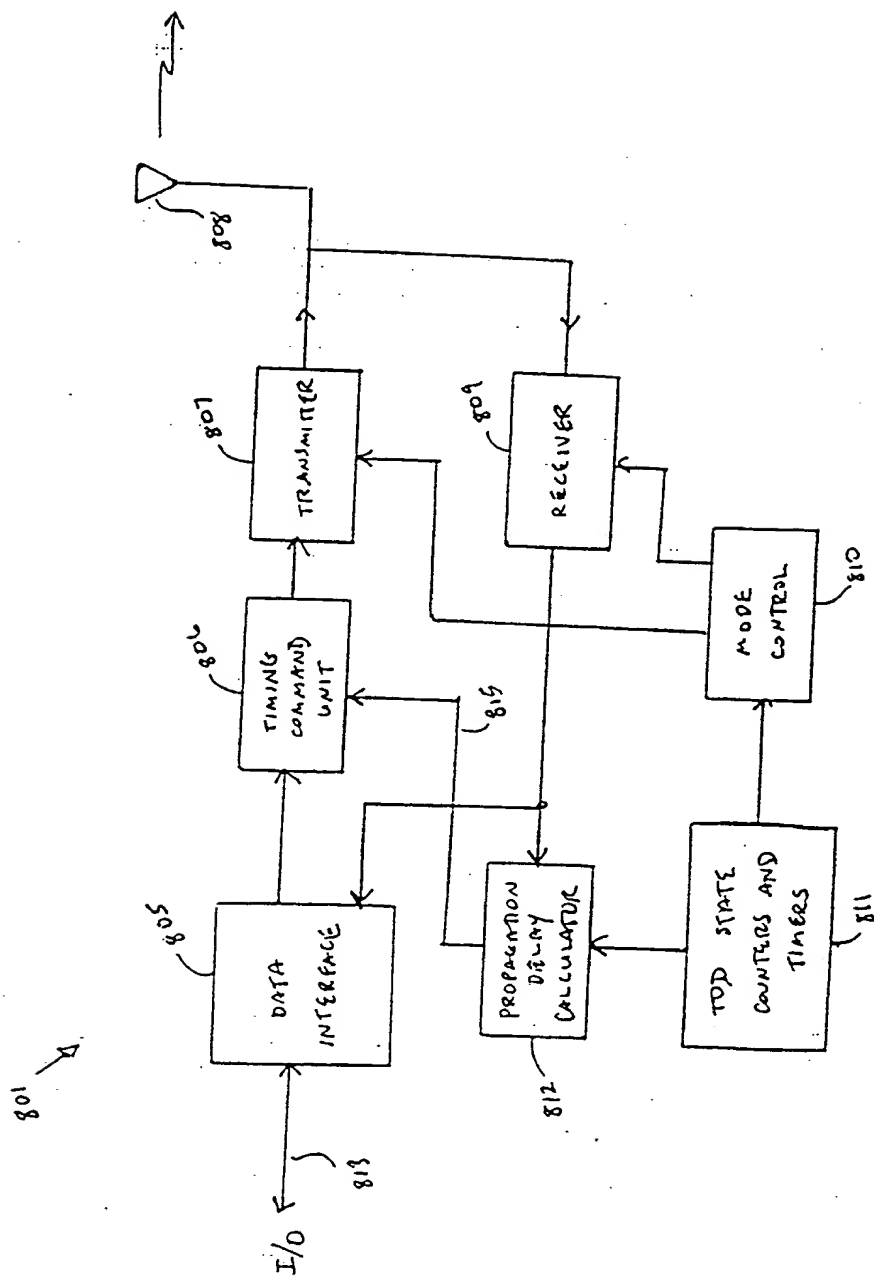 801
I/O
813
805
DATA
INTERFACE
806
TIMING
COMMAND
UNIT
807
TRANSMITTER
808
815
809
RECEIVER
812
PROPAGATION
DELAY
CALCULATOR
811
TDD STATE
COUNTERS AND
TIMERS
810
MODE
CONTROL